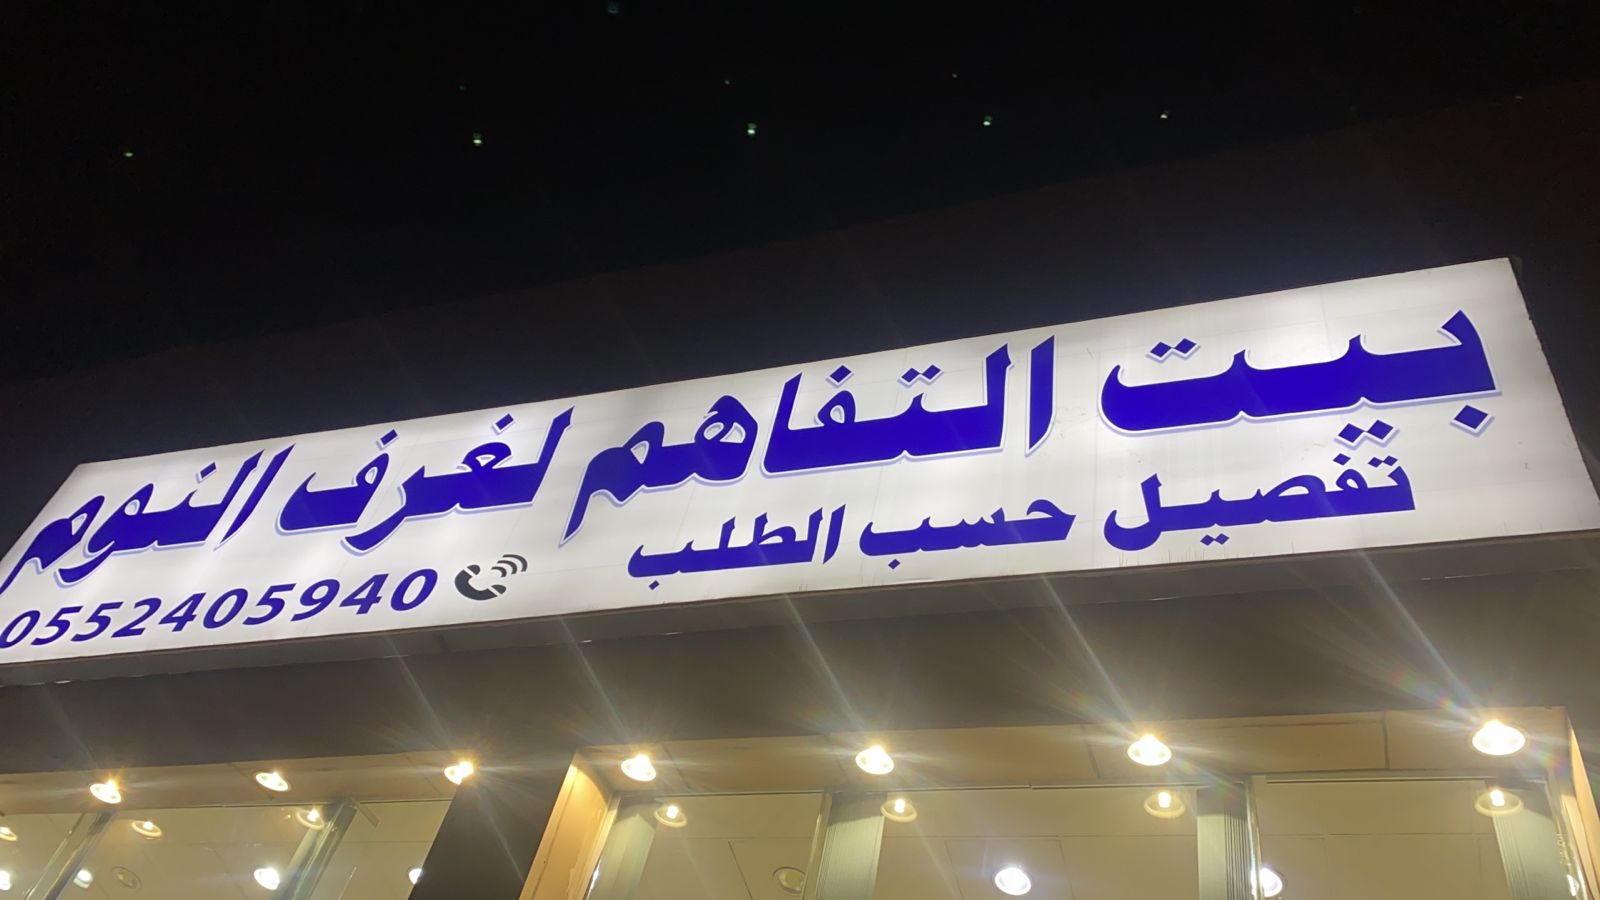 بيت التفاهم لغرف النوم
تفصيل حسب الطلب
0552405940